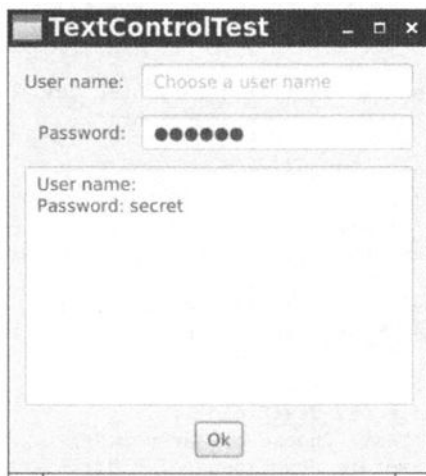 TextControlTest
User name: Choose a user name
Password: ●●●●●●
User name:
Password: secret
Ok